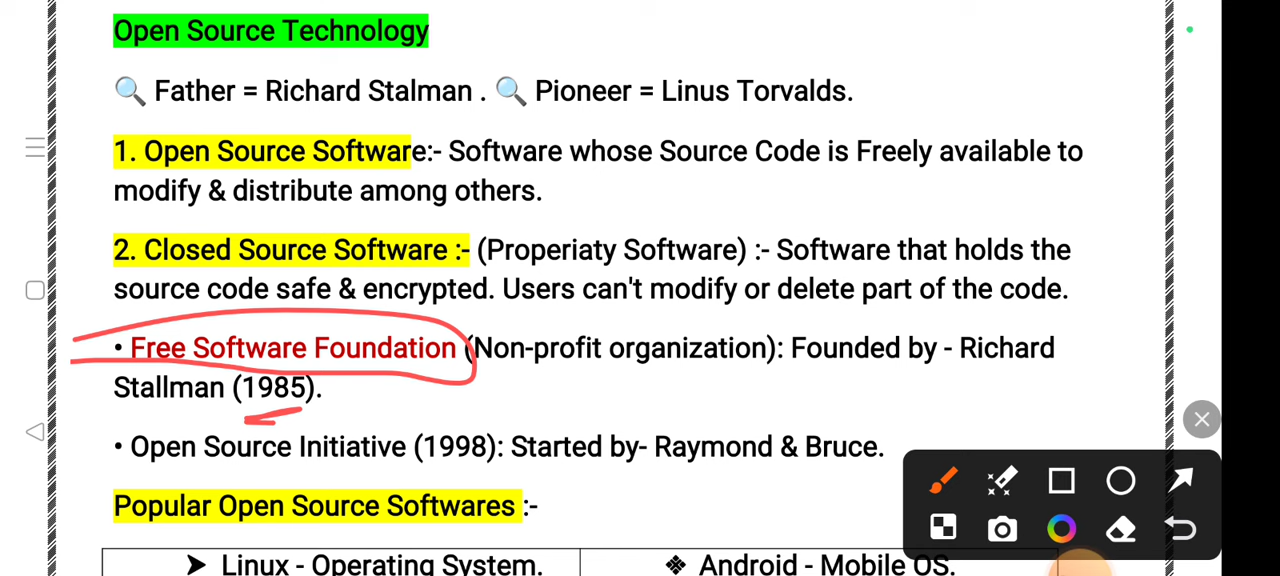 Open Source Technology
🔍 Father = Richard Stalman . 🔍 Pioneer = Linus Torvalds.
1. Open Source Software:- Software whose Source Code is Freely available to
modify & distribute among others.
2. Closed Source Software :- (Properiaty Software) :- Software that holds the
source code safe & encrypted. Users can't modify or delete part of the code.
• Free Software Foundation (Non-profit organization): Founded by - Richard
Stallman (1985).
• Open Source Initiative (1998): Started by- Raymond & Bruce.
Popular Open Source Softwares :-
➤ Linux - Operating System. ❖ Android - Mobile OS.